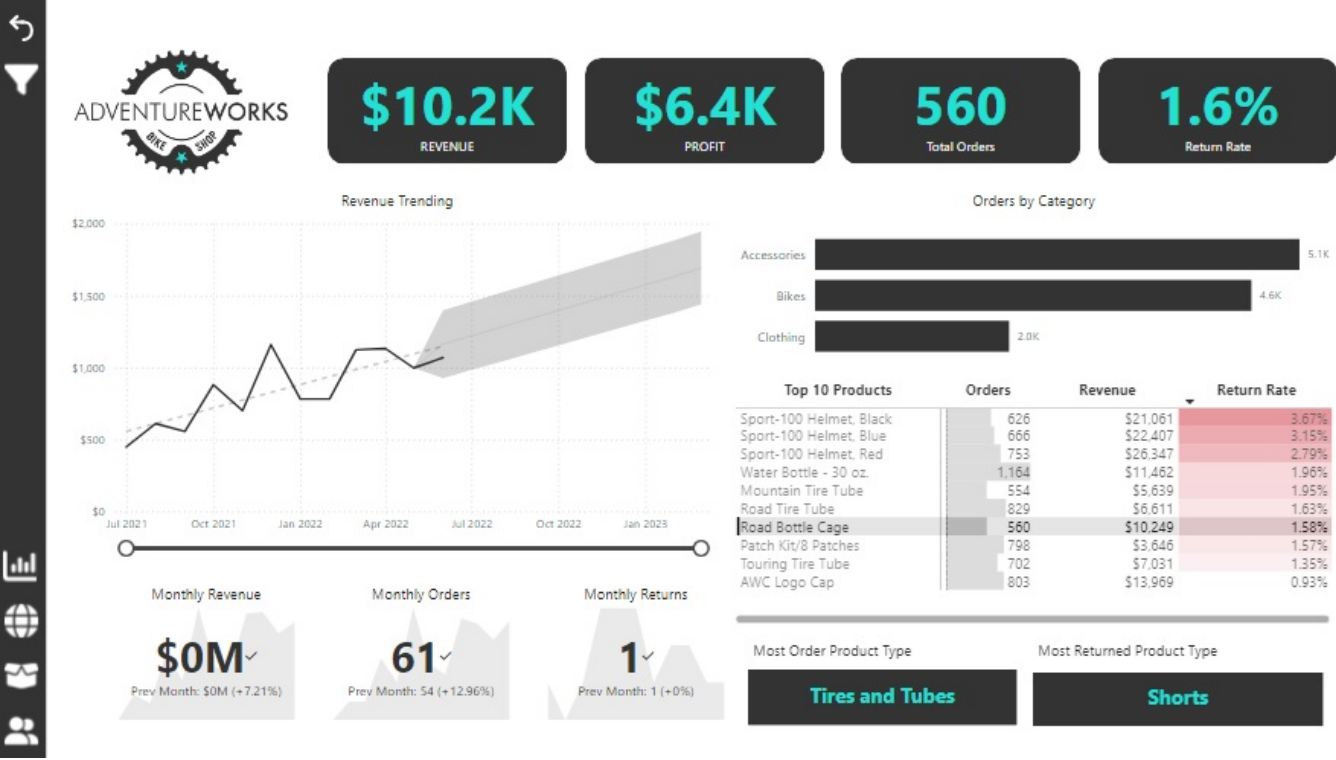 ADVENTUREWORKS
BIKE SHOP
$10.2K
REVENUE
$6.4K
PROFIT
560
Total Orders
1.6%
Return Rate
Revenue Trending
$2,000
$1,500
$1,000
$500
$0
Jul 2021 Oct 2021 Jan 2022 Apr 2022 Jul 2022 Oct 2022 Jan 2023
Orders by Category
Accessories 5.1K
Bikes 4.6K
Clothing 2.0K
Top 10 Products Orders Revenue Return Rate
Sport-100 Helmet, Black 626 $21,061 3.67%
Sport-100 Helmet, Blue 666 $22,407 3.15%
Sport-100 Helmet, Red 753 $26,347 2.79%
Water Bottle - 30 oz. 1,164 $11,462 1.96%
Mountain Tire Tube 554 $5,639 1.95%
Road Tire Tube 829 $6,611 1.63%
Road Bottle Cage 560 $10,249 1.58%
Patch Kit/8 Patches 798 $3,646 1.57%
Touring Tire Tube 702 $7,031 1.35%
AWC Logo Cap 803 $13,969 0.93%
Monthly Revenue
$0M
Prev Month: $0M (+7.21%)
Monthly Orders
61
Prev Month: 54 (+12.96%)
Monthly Returns
1
Prev Month: 1 (+0%)
Most Order Product Type
Tires and Tubes
Most Returned Product Type
Shorts